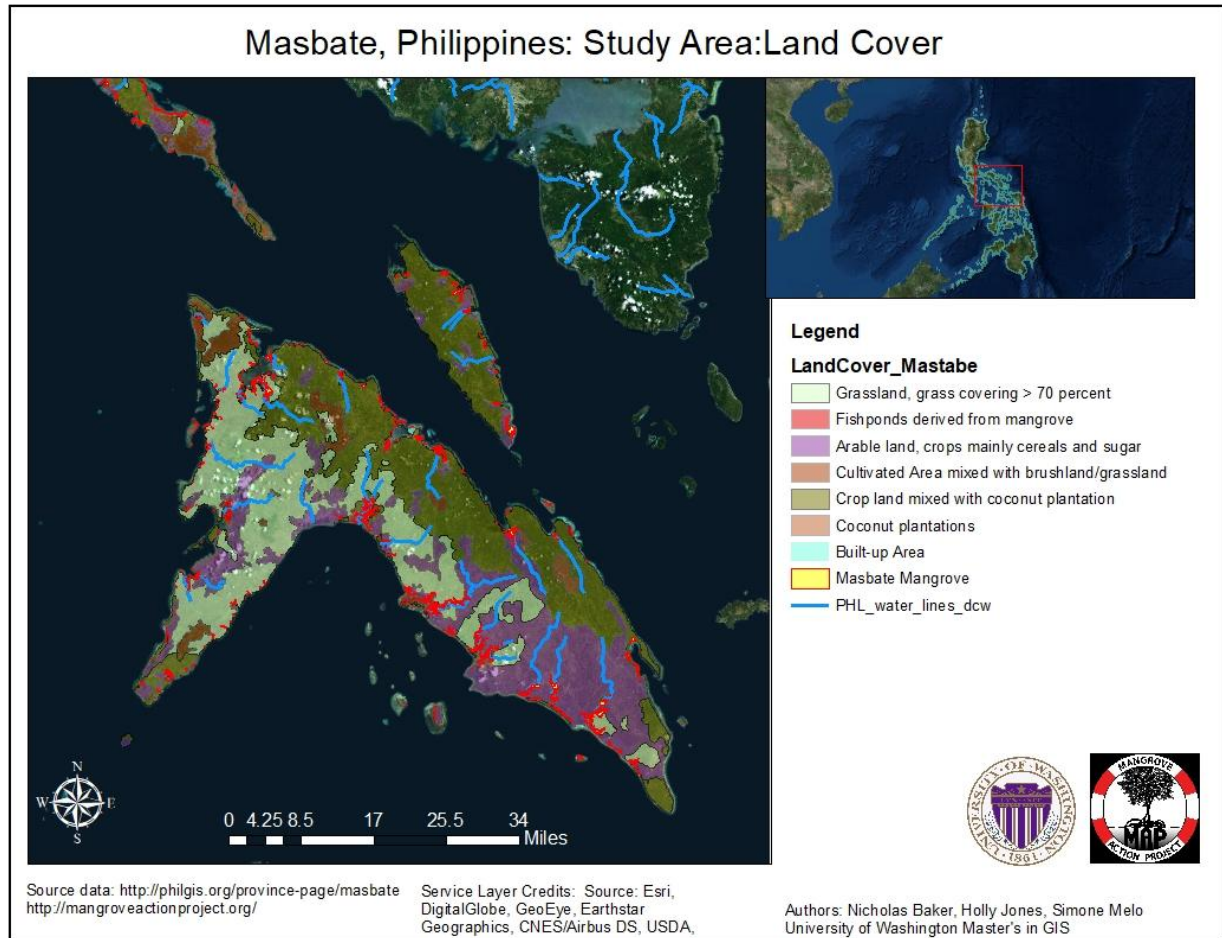 Masbate, Philippines: Study Area:Land Cover
Legend
LandCover_Mastabe
Grassland, grass covering > 70 percent
Fishponds derived from mangrove
Arable land, crops mainly cereals and sugar
Cultivated Area mixed with brushland/grassland
Crop land mixed with coconut plantation
Coconut plantations
Built-up Area
Masbate Mangrove
PHL_water_lines_dcw
N
W E
S
0 4.25 8.5 17 25.5 34
Miles
UNIVERSITY OF WASHINGTON
1861
MANGROVE
MAP
ACTION PROJECT
Source data: http://philgis.org/province-page/masbate
http://mangroveactionproject.org/
Service Layer Credits: Source: Esri,
DigitalGlobe, GeoEye, Earthstar
Geographics, CNES/Airbus DS, USDA,
Authors: Nicholas Baker, Holly Jones, Simone Melo
University of Washington Master's in GIS